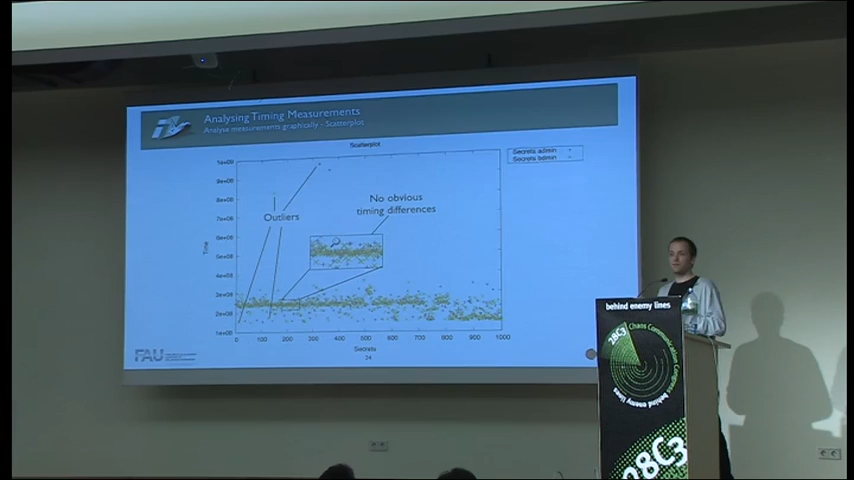 Analysing Timing Measurements
Analyse measurements graphically - Scatterplot
Scatterplot
1e+09
9e+08
8e+08
7e+08
6e+08
5e+08
4e+08
3e+08
2e+08
1e+08
Time
Outliers
No obvious
timing differences
Secrets admin
Secrets bdmin
0
100
200
300
400
500
600
700
800
900
1000
Secrets
24
FAU
behind enemy lines
28C3
Chaos Communication Congress behind enemy lines
28C3